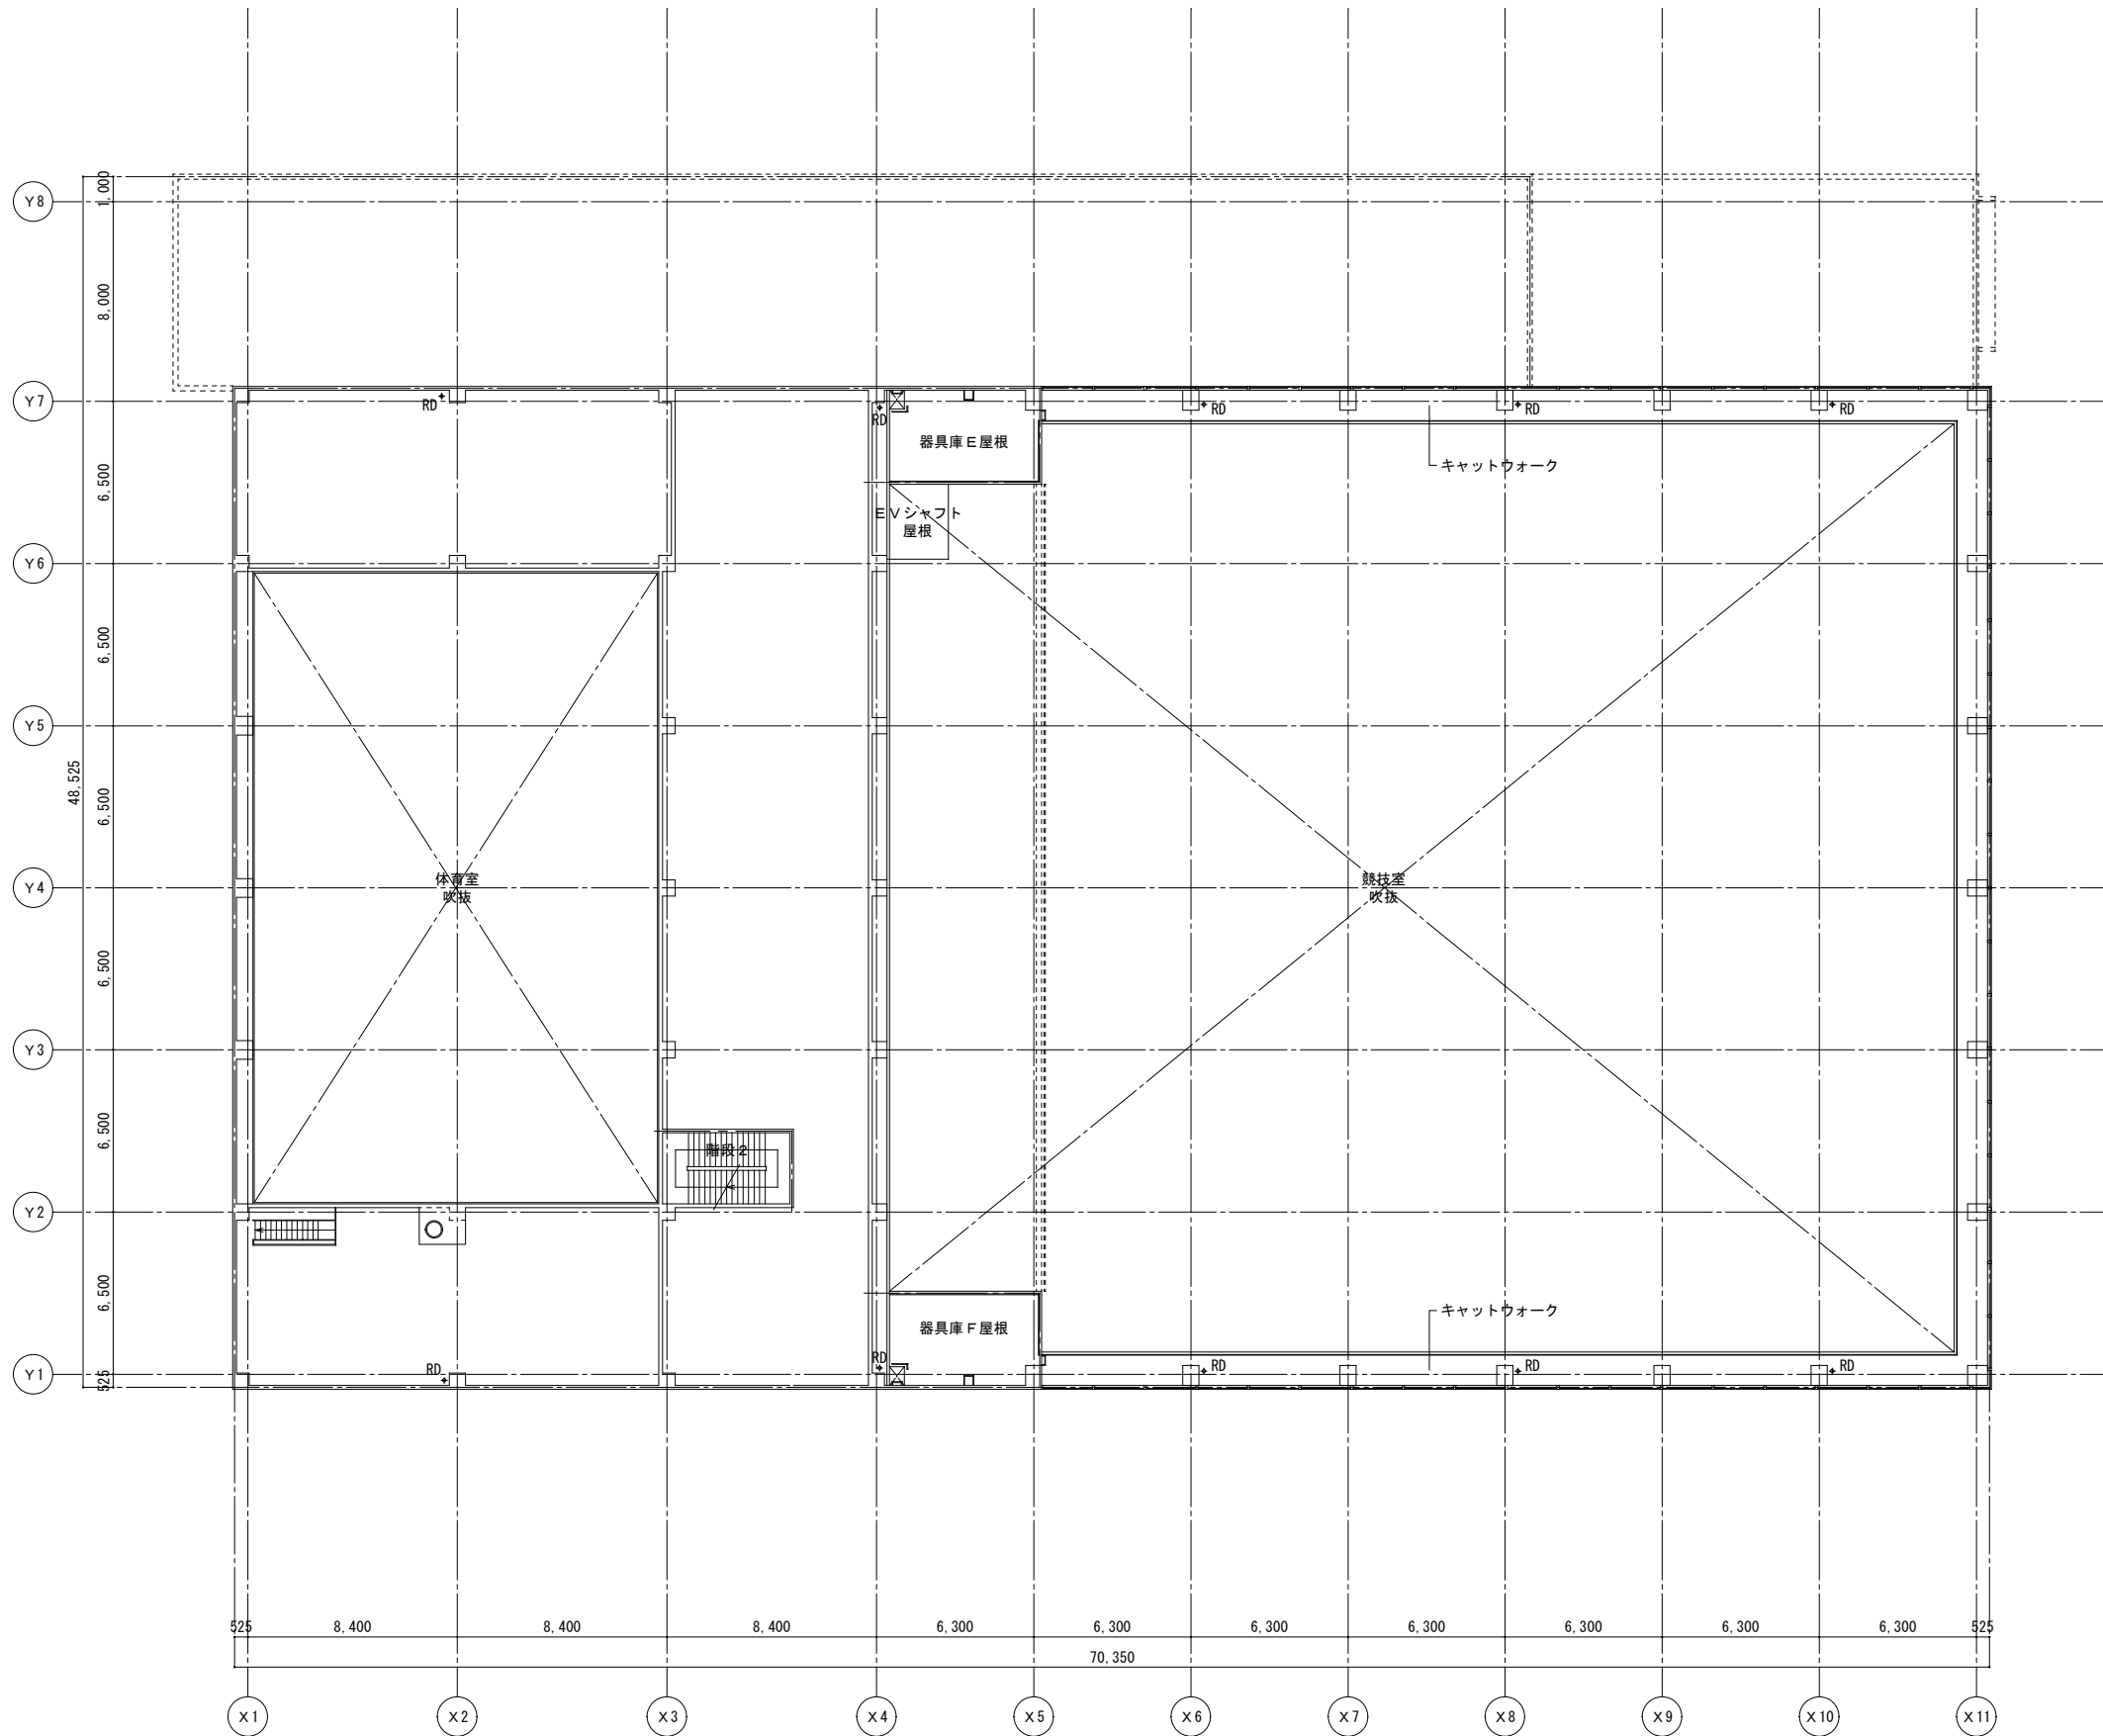 Y8
1,000
8,000
Y7
RD
RD
RD
RD
RD
器具庫E屋根
キャットウォーク
6,500
EVシャフト
屋根
Y6
6,500
Y5
48,525
6,500
Y4
体育室
吹抜
競技室
吹抜
6,500
Y3
6,500
階段2
Y2
6,500
キャットウォーク
器具庫F屋根
RD
RD
RD
RD
RD
Y1
525
525
8,400
8,400
8,400
6,300
6,300
6,300
6,300
6,300
6,300
6,300
525
70,350
X1
X2
X3
X4
X5
X6
X7
X8
X9
X10
X11